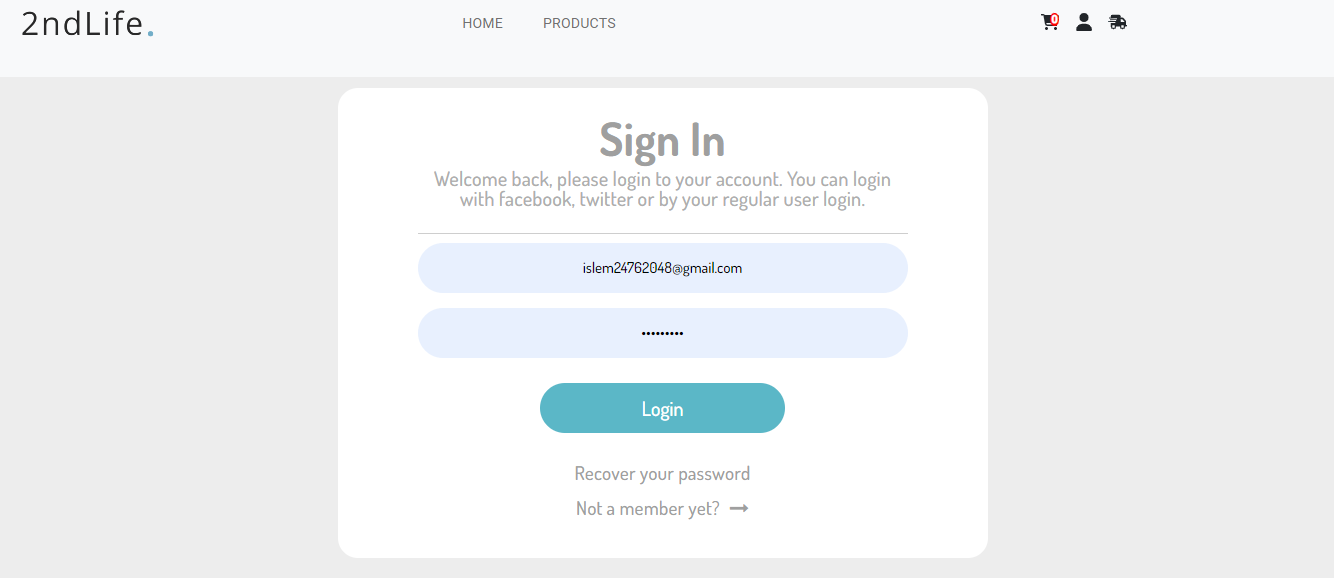 2ndLife.
HOME
PRODUCTS
0
Sign In
Welcome back, please login to your account. You can login
with facebook, twitter or by your regular user login.
islem24762048@gmail.com
•••••••••
Login
Recover your password
Not a member yet? →